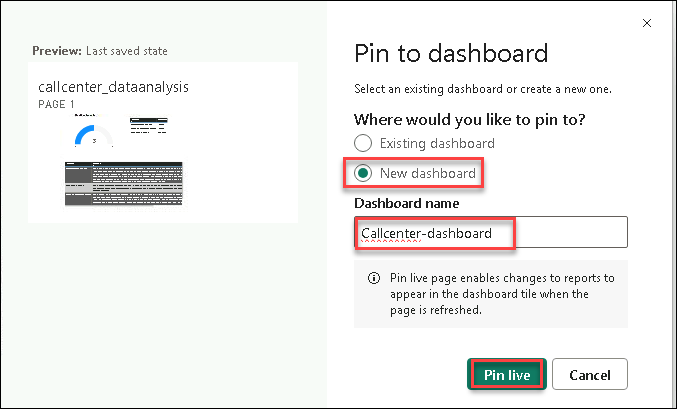 Preview: Last saved state
callcenter_dataanalysis
PAGE 1
3
Pin to dashboard
Select an existing dashboard or create a new one.
Where would you like to pin to?
Existing dashboard
New dashboard
Dashboard name
Callcenter-dashboard
Pin live page enables changes to reports to
appear in the dashboard tile when the
page is refreshed.
Pin live
Cancel